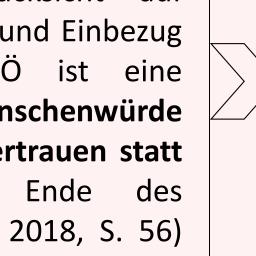 und Einbezug
Ö ist eine
nschenwürde
ertrauen statt
Ende des
2018, S. 56)